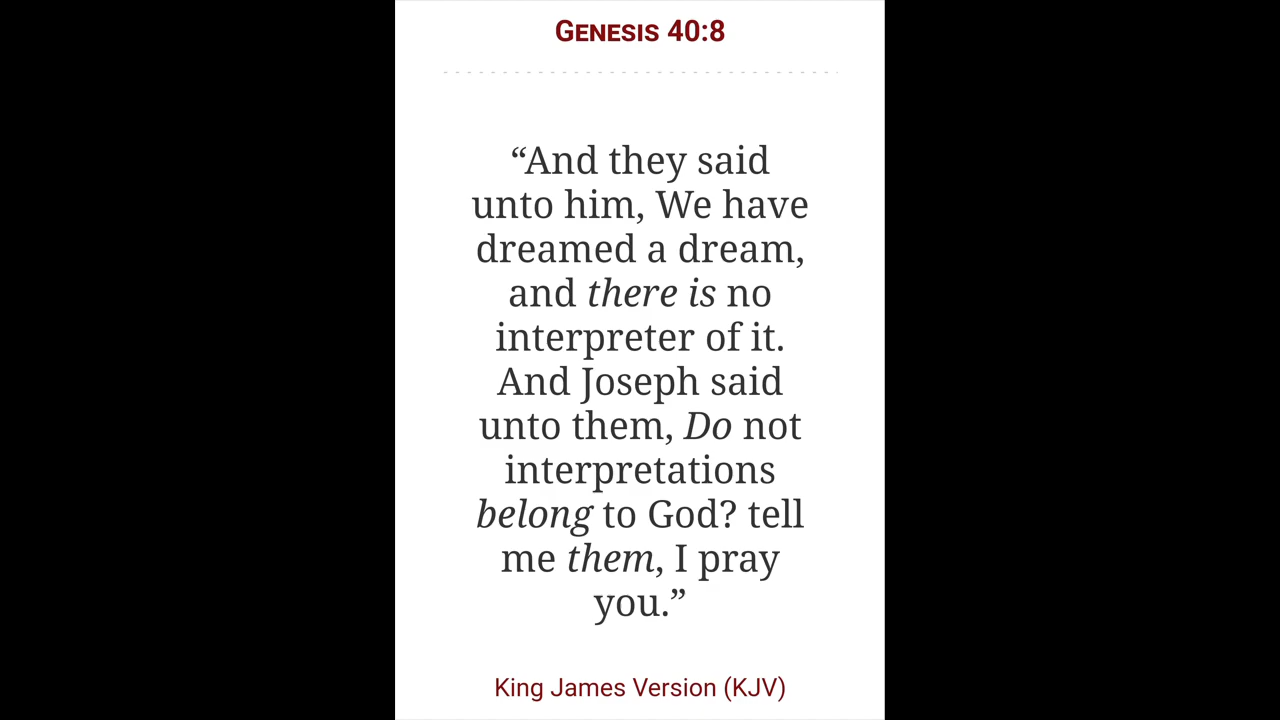 GENESIS 40:8
“And they said
unto him, We have
dreamed a dream,
and there is no
interpreter of it.
And Joseph said
unto them, Do not
interpretations
belong to God? tell
me them, I pray
you.”
King James Version (KJV)